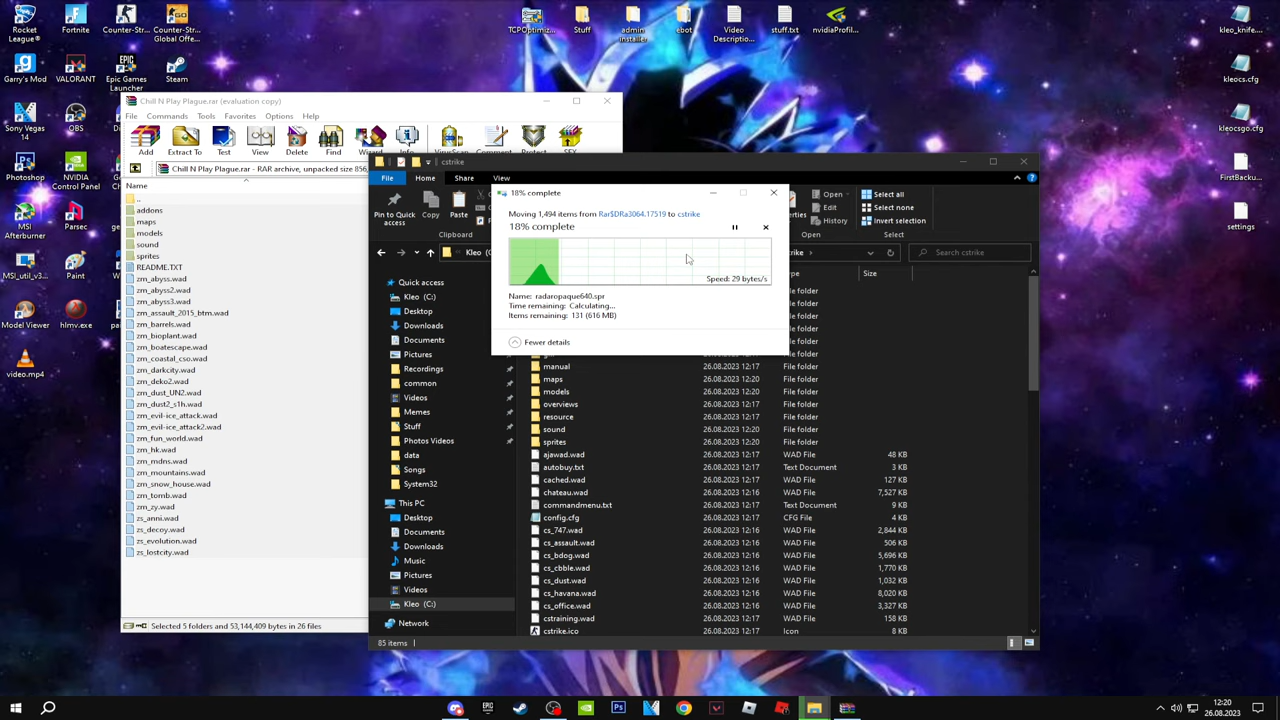 Rocket League®
Fortnite
Counter-Str...
Counter-Str... Global Offe...
TCPOptimiz...
Stuff
admin installer
ebot
Video Descriptio...
stuff.txt
nvidiaProfil...
kleo_knife....
Garry's Mod
VALORANT
Epic Games Launcher
Steam
kleocs.cfg
Sony Vegas 14
OBS
kleocsgo.cfg
Photoshop
NVIDIA Control Panel
FirstBacku...
MSI Afterburner
Parsec
settings
MSI_util_v3...
Model Viewer
hlmv.exe
video.mp4
Chill N Play Plague.rar (evaluation copy)
File Commands Tools Favorites Options Help
Add Extract To Test View Delete Find Wizard Info VirusScan Comment Protect SFX
Chill N Play Plague.rar - RAR archive, unpacked size 856,
Name
..
addons
maps
models
sound
sprites
README.TXT
zm_abyss.wad
zm_abyss2.wad
zm_abyss3.wad
zm_assault_2015_btm.wad
zm_barrels.wad
zm_bioplant.wad
zm_boatescape.wad
zm_coastal_cso.wad
zm_darkcity.wad
zm_deko2.wad
zm_dust_UN2.wad
zm_dust2_s1h.wad
zm_evil-ice_attack.wad
zm_evil-ice_attack2.wad
zm_fun_world.wad
zm_hk.wad
zm_mdns.wad
zm_mountains.wad
zm_snow_house.wad
zm_tomb.wad
zm_zy.wad
zs_anni.wad
zs_decoy.wad
zs_evolution.wad
zs_lostcity.wad
Selected 5 folders and 53,144,409 bytes in 26 files
cstrike
File Home Share View
Pin to Quick access
Copy
Paste
Clipboard
Open
Edit
History
Open
Select all
Select none
Invert selection
Select
Kleo (C:)
cstrike
Search cstrike
Type Size
Quick access
Kleo (C:)
Desktop
Downloads
Documents
Pictures
Recordings
common
Videos
Memes
Stuff
Photos Videos
data
Songs
System32
This PC
Desktop
Documents
Downloads
Music
Pictures
Videos
Kleo (C:)
Network
File folder
File folder
File folder
File folder
File folder
File folder
manual 26.08.2023 12:17 File folder
maps 26.08.2023 12:20 File folder
models 26.08.2023 12:20 File folder
overviews 26.08.2023 12:17 File folder
resource 26.08.2023 12:17 File folder
sound 26.08.2023 12:20 File folder
sprites 26.08.2023 12:20 File folder
ajawad.wad 26.08.2023 12:16 WAD File 48 KB
autobuy.txt 26.08.2023 12:17 Text Document 3 KB
cached.wad 26.08.2023 12:16 WAD File 127 KB
chateau.wad 26.08.2023 12:16 WAD File 7,527 KB
commandmenu.txt 26.08.2023 12:17 Text Document 9 KB
config.cfg 26.08.2023 12:17 CFG File 4 KB
cs_747.wad 26.08.2023 12:16 WAD File 2,844 KB
cs_assault.wad 26.08.2023 12:16 WAD File 506 KB
cs_bdog.wad 26.08.2023 12:16 WAD File 5,696 KB
cs_cbble.wad 26.08.2023 12:16 WAD File 1,770 KB
cs_dust.wad 26.08.2023 12:16 WAD File 1,032 KB
cs_havana.wad 26.08.2023 12:16 WAD File 8,020 KB
cs_office.wad 26.08.2023 12:16 WAD File 3,327 KB
cstraining.wad 26.08.2023 12:17 WAD File 158 KB
cstrike.ico 26.08.2023 12:17 Icon 8 KB
85 items
18% complete
Moving 1,494 items from Rar$DRa3064.17519 to cstrike
18% complete
Speed: 29 bytes/s
Name: radaropaque640.spr
Time remaining: Calculating...
Items remaining: 131 (616 MB)
Fewer details
12:20
26.08.2023